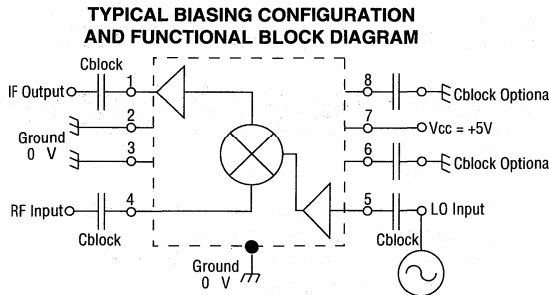 TYPICAL BIASING CONFIGURATION
AND FUNCTIONAL BLOCK DIAGRAM
Cblock
IF Output
1
8
Cblock Optiona
2
7
Vcc = +5V
Ground
0 V
3
6
Cblock Optiona
RF Input
4
5
LO Input
Cblock
Cblock
Ground
0 V